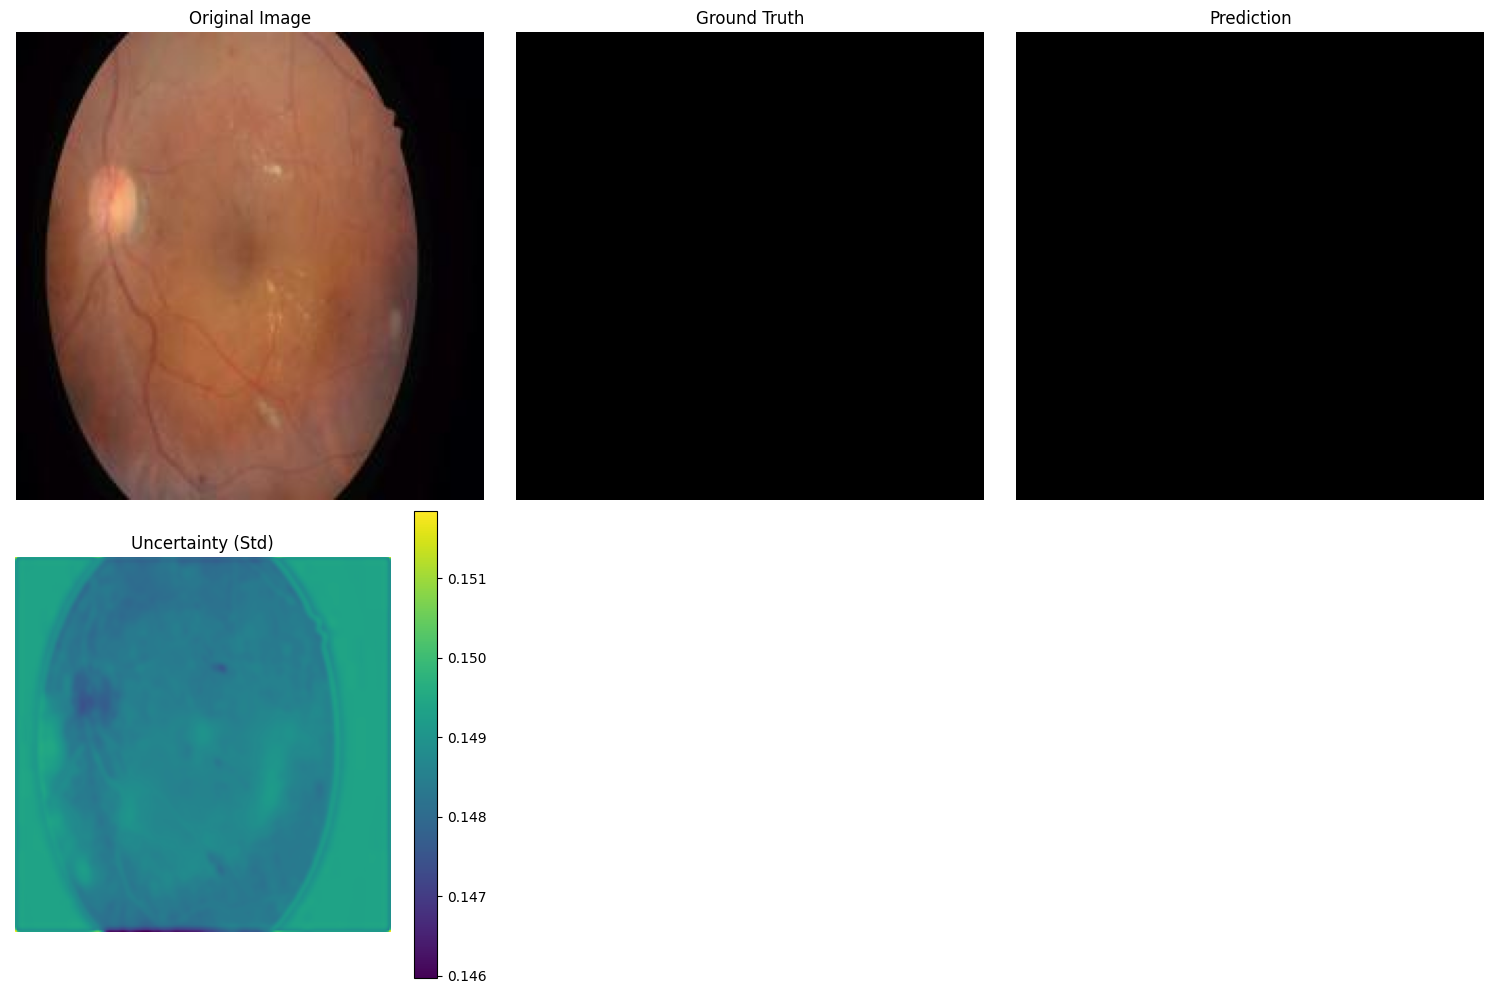 Original Image
Ground Truth
Prediction
Uncertainty (Std)
0.151
0.150
0.149
0.148
0.147
0.146